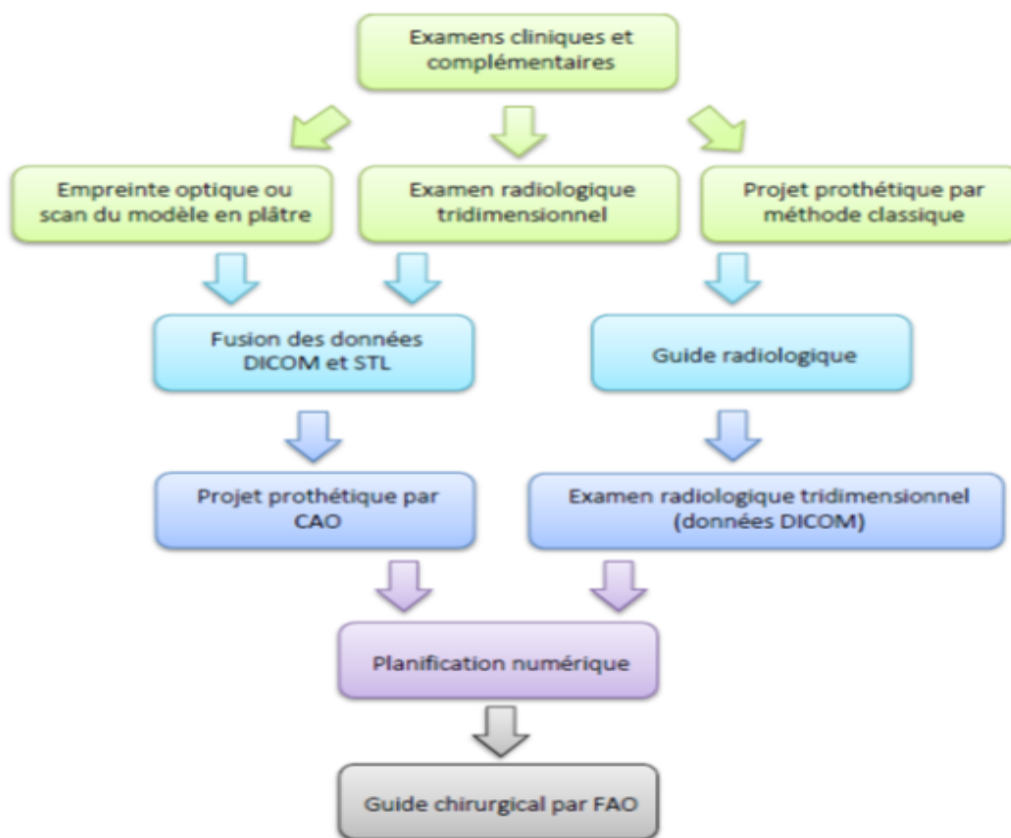 Examens cliniques et
complémentaires
Empreinte optique ou
scan du modèle en plâtre
Examen radiologique
tridimensionnel
Projet prothétique par
méthode classique
Fusion des données
DICOM et STL
Guide radiologique
Projet prothétique par
CAO
Examen radiologique tridimensionnel
(données DICOM)
Planification numérique
Guide chirurgical par FAO